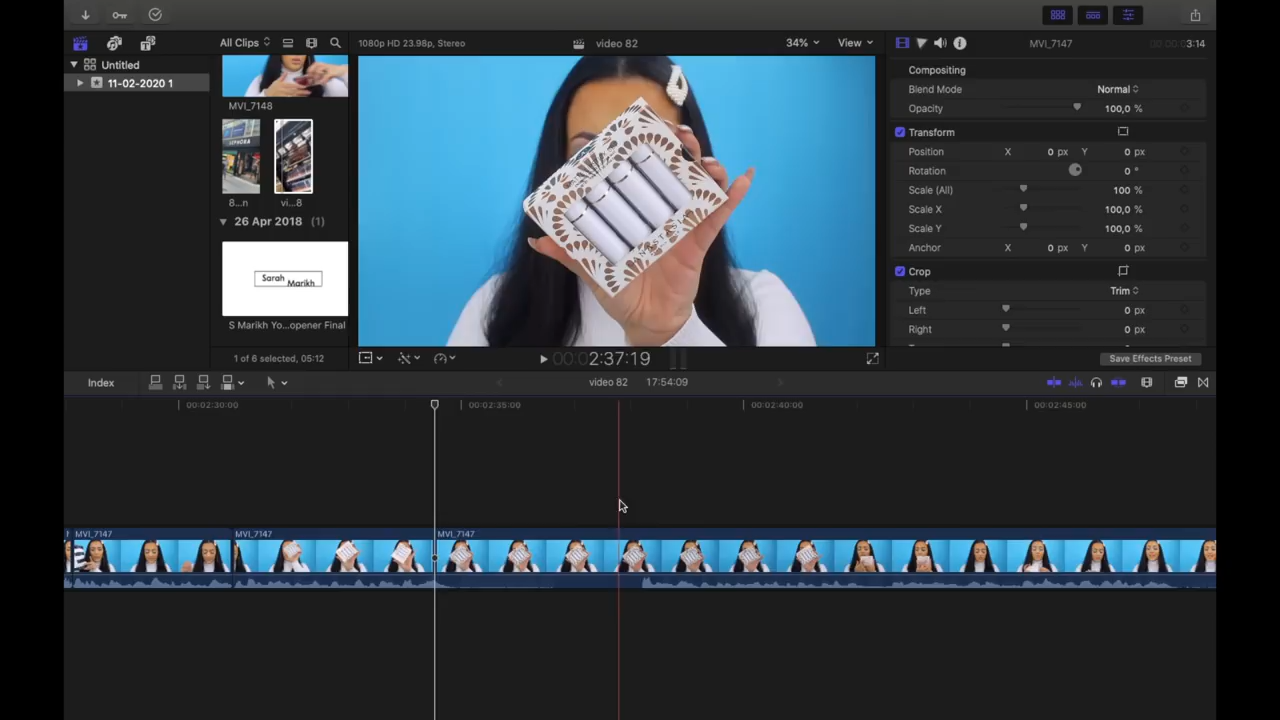 All Clips
1080p HD 23.98p, Stereo
video 82
34%
View
MVI_7147
3:14
Untitled
11-02-2020 1
MVI_7148
SEPHORA
8...n
vi...8
26 Apr 2018 (1)
Sarah
Marikh
S Marikh Yo...opener Final
1 of 6 selected, 05:12
00:00:2:37:19
Compositing
Blend Mode
Normal
Opacity
100,0 %
Transform
Position
X
0 px
Y
0 px
Rotation
0 °
Scale (All)
100 %
Scale X
100,0 %
Scale Y
100,0 %
Anchor
X
0 px
Y
0 px
Crop
Type
Trim
Left
0 px
Right
0 px
Save Effects Preset
Index
video 82
17:54:09
00:02:30:00
00:02:35:00
00:02:40:00
00:02:45:00
MVI_7147
MVI_7147
MVI_7147